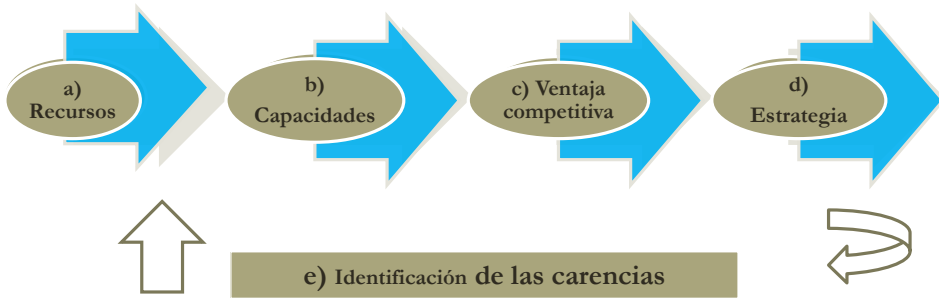 a)
Recursos
b)
Capacidades
c) Ventaja
competitiva
d)
Estrategia
e) Identificación de las carencias